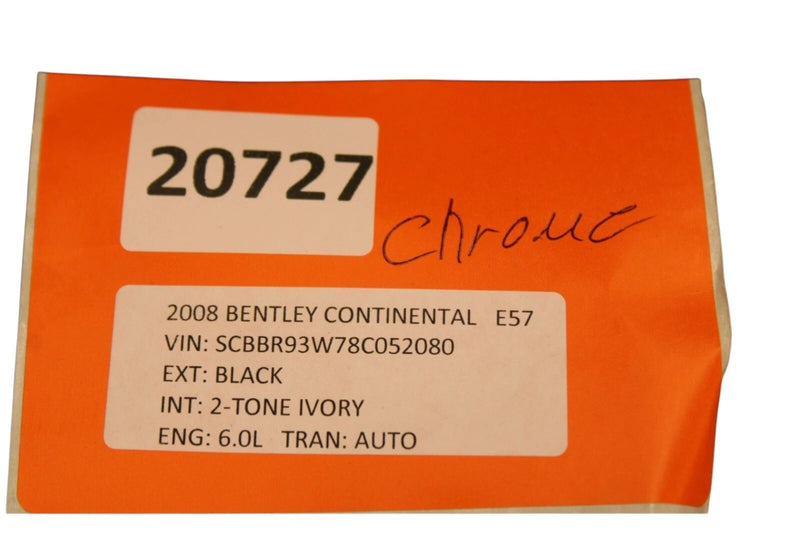 20727
Chrome
2008 BENTLEY CONTINENTAL E57
VIN: SCBBR93W78C052080
EXT: BLACK
INT: 2-TONE IVORY
ENG: 6.0L TRAN: AUTO